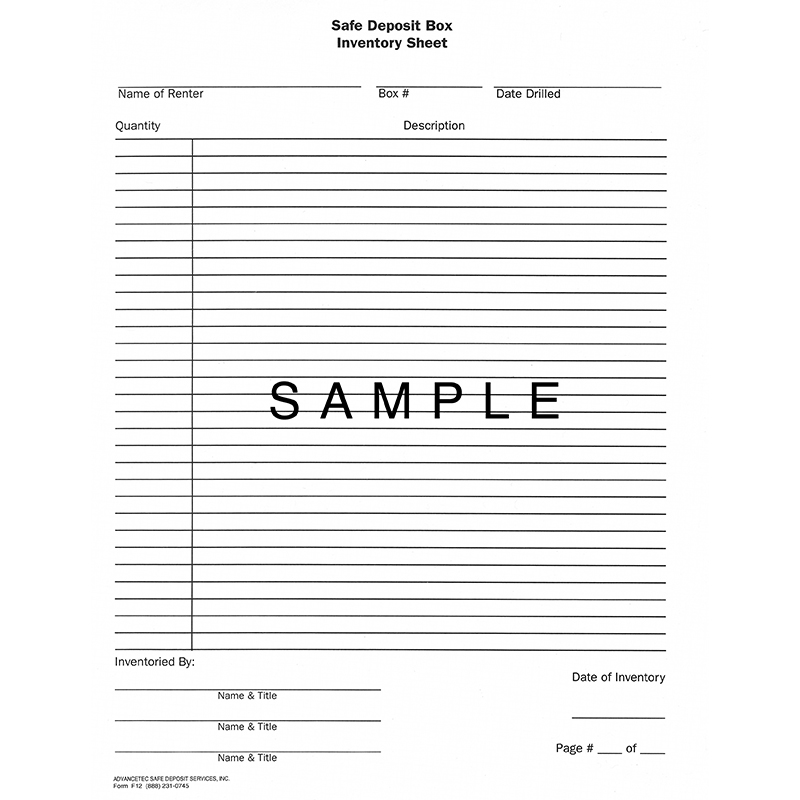 Safe Deposit Box
Inventory Sheet
Name of Renter Box # Date Drilled
Quantity Description
SAMPLE
Inventoried By:
Date of Inventory
Name & Title
Name & Title
Page # ____ of ____
Name & Title
ADVANCETEC SAFE DEPOSIT SERVICES, INC.
Form F12 (888) 231-0745